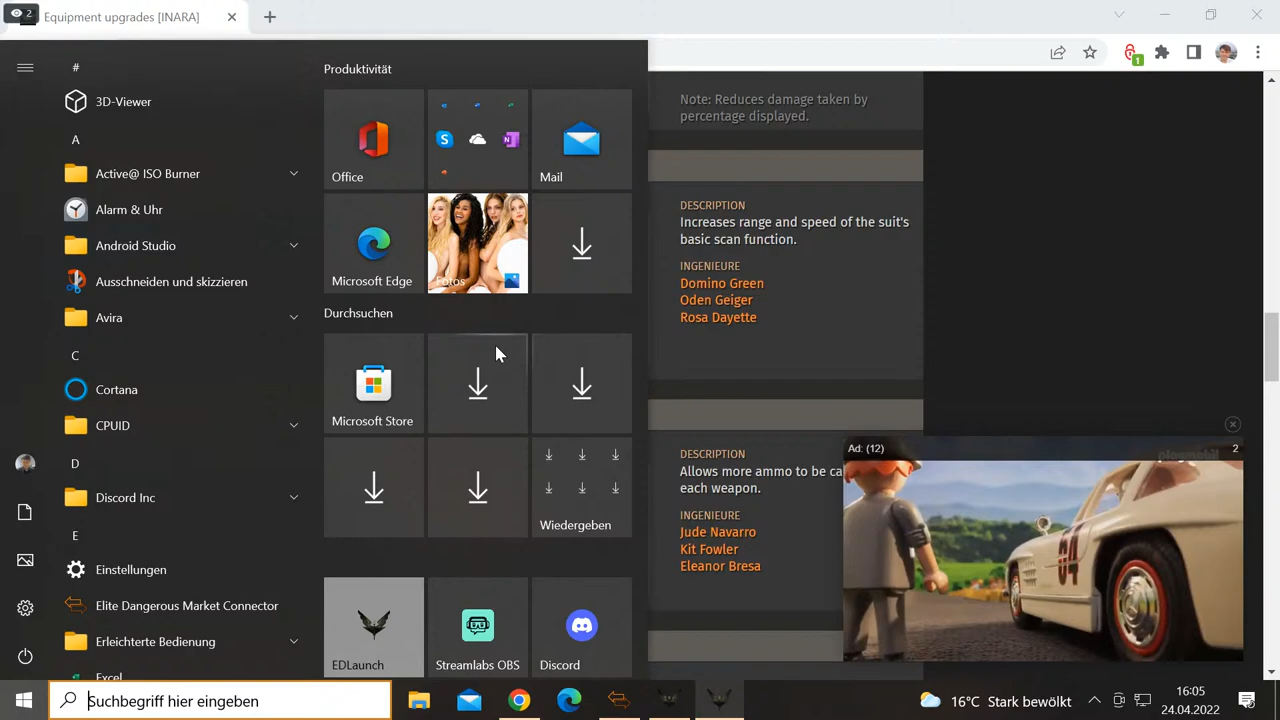 2
Equipment upgrades [INARA]
1
#
3D-Viewer
A
Active@ ISO Burner
Alarm & Uhr
Android Studio
Ausschneiden und skizzieren
Avira
C
Cortana
CPUID
D
Discord Inc
E
Einstellungen
Elite Dangerous Market Connector
Erleichterte Bedienung
Excel
Produktivität
Office
Mail
Microsoft Edge
Fotos
Durchsuchen
Microsoft Store
Wiedergeben
EDLaunch
Streamlabs OBS
Discord
Note: Reduces damage taken by
percentage displayed.
DESCRIPTION
Increases range and speed of the suit's
basic scan function.
INGENIEURE
Domino Green
Oden Geiger
Rosa Dayette
DESCRIPTION
Allows more ammo to be ca
each weapon.
INGENIEURE
Jude Navarro
Kit Fowler
Eleanor Bresa
Ad: (12)
2
playmobil
64
Suchbegriff hier eingeben
16°C Stark bewölkt
16:05
24.04.2022